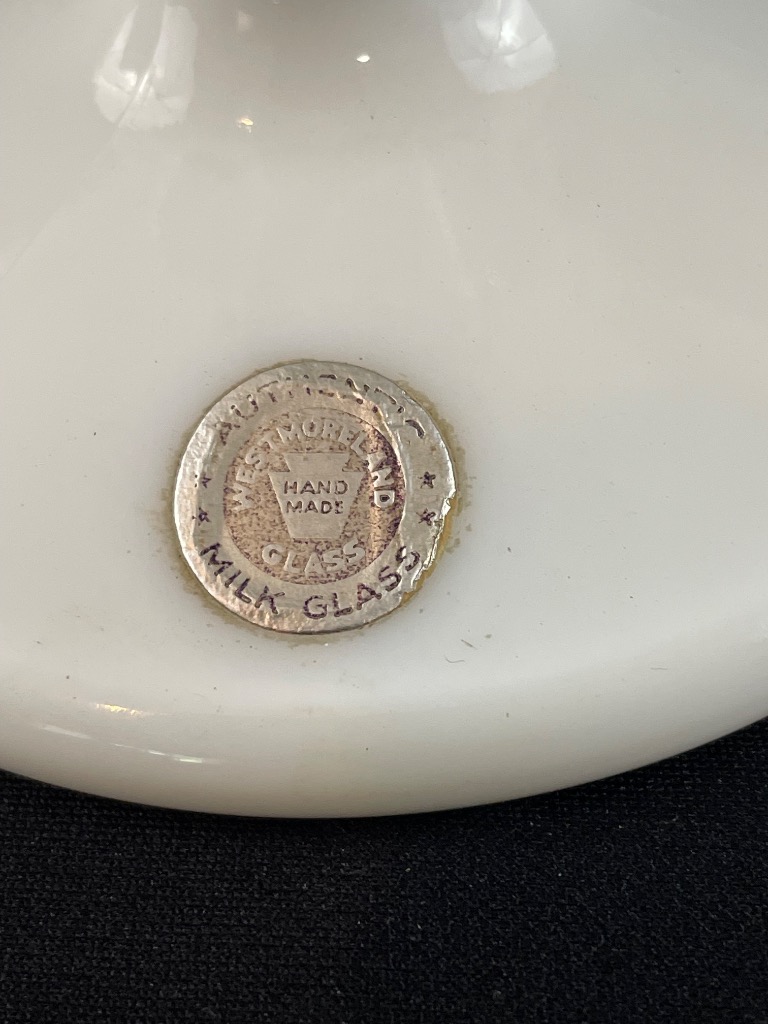 AUTHENTIC
WESTMORELAND
HAND
MADE
GLASS
MILK GLASS